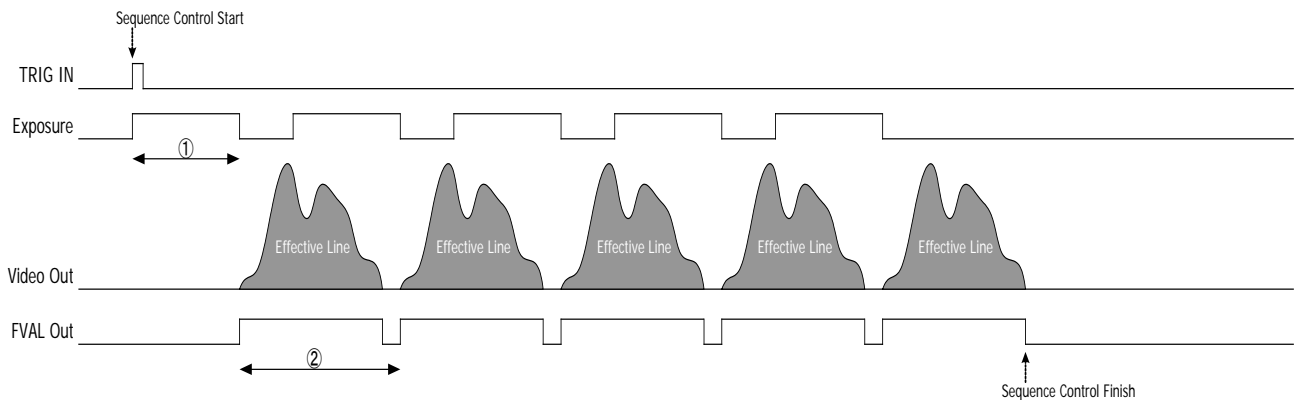 Sequence Control Start
TRIG IN
Exposure
①
Effective Line Effective Line Effective Line Effective Line Effective Line
Video Out
FVAL Out
②
Sequence Control Finish